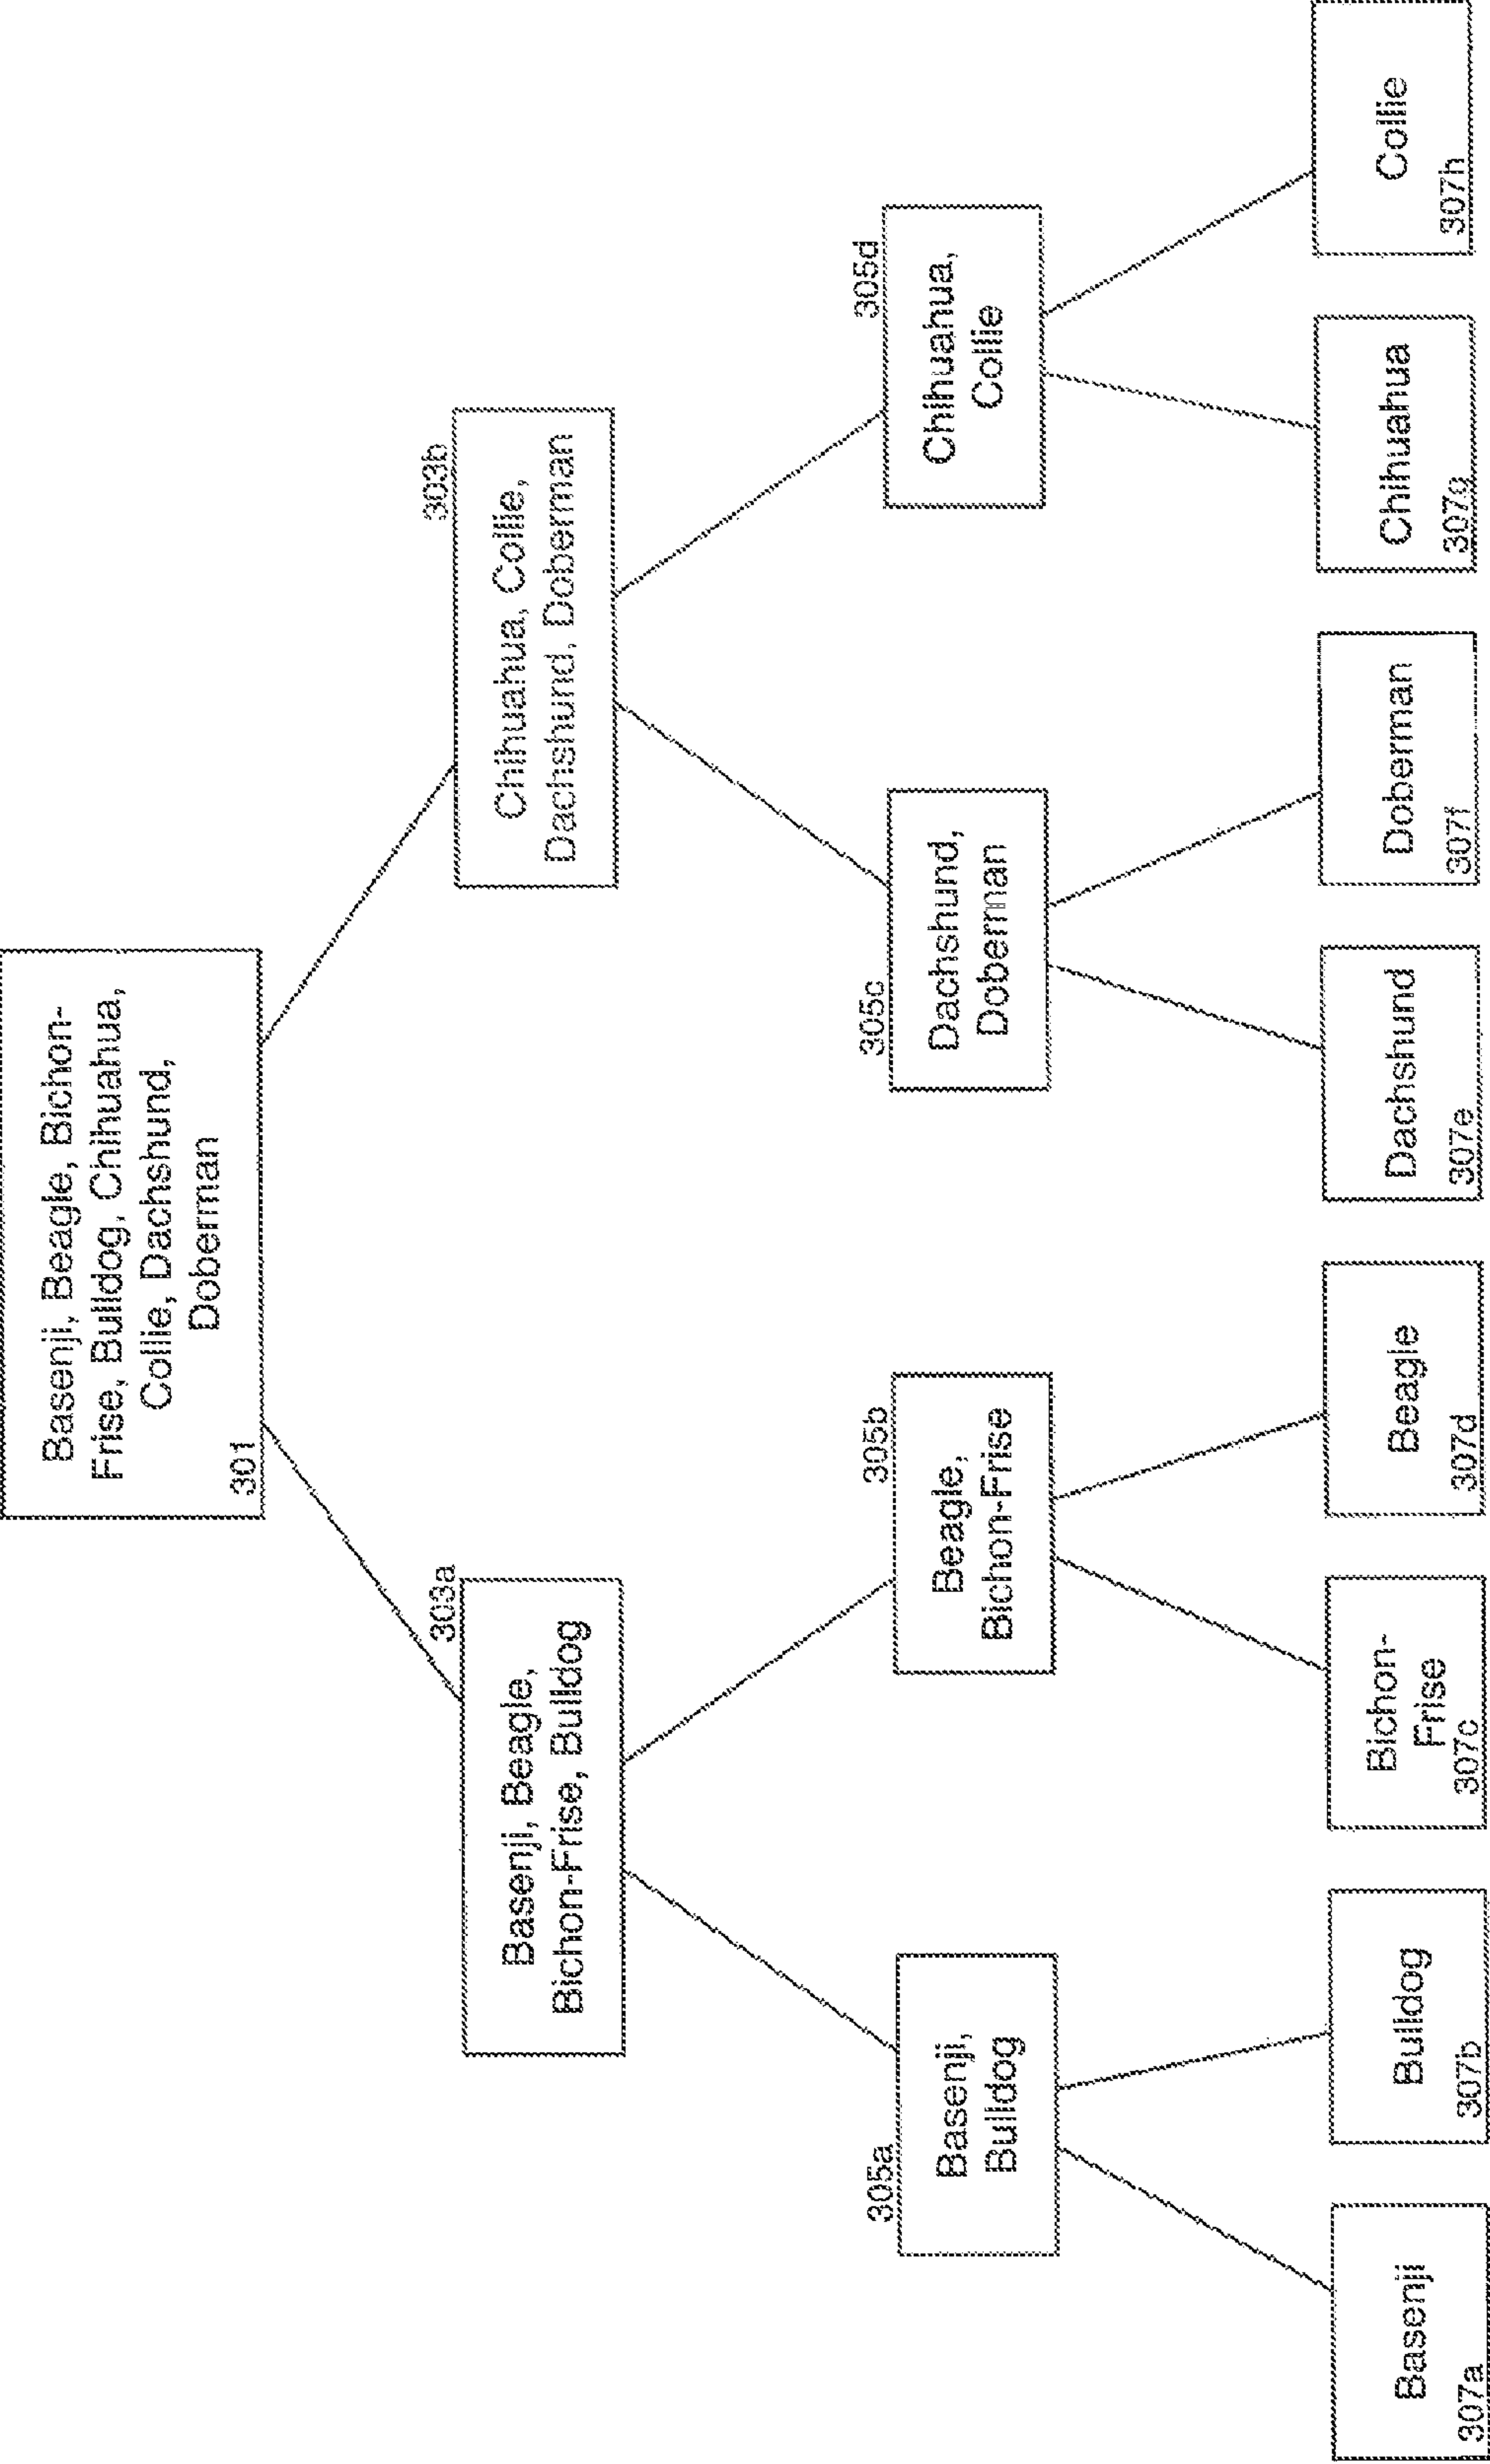 Basenji, Beagle, Bichon-
Frise, Bulldog, Chihuahua,
Collie, Dachshund,
Doberman
301
303a
Basenji, Beagle,
Bichon-Frise, Bulldog
303b
Chihuahua, Collie,
Dachshund, Doberman
305a
Basenji,
Bulldog
305b
Beagle,
Bichon-Frise
305c
Dachshund,
Doberman
305d
Chihuahua,
Collie
Basenji
307a
Bulldog
307b
Bichon-
Frise
307c
Beagle
307d
Dachshund
307e
Doberman
307f
Chihuahua
307g
Collie
307h